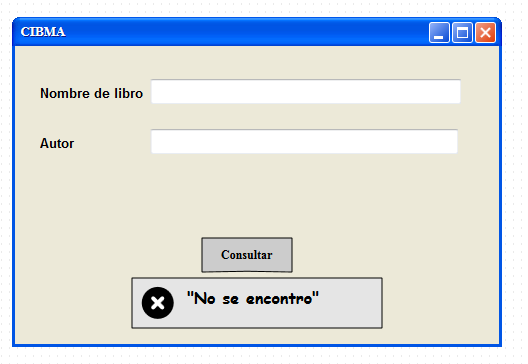 CIBMA
Nombre de libro
Autor
Consultar
"No se encontro"